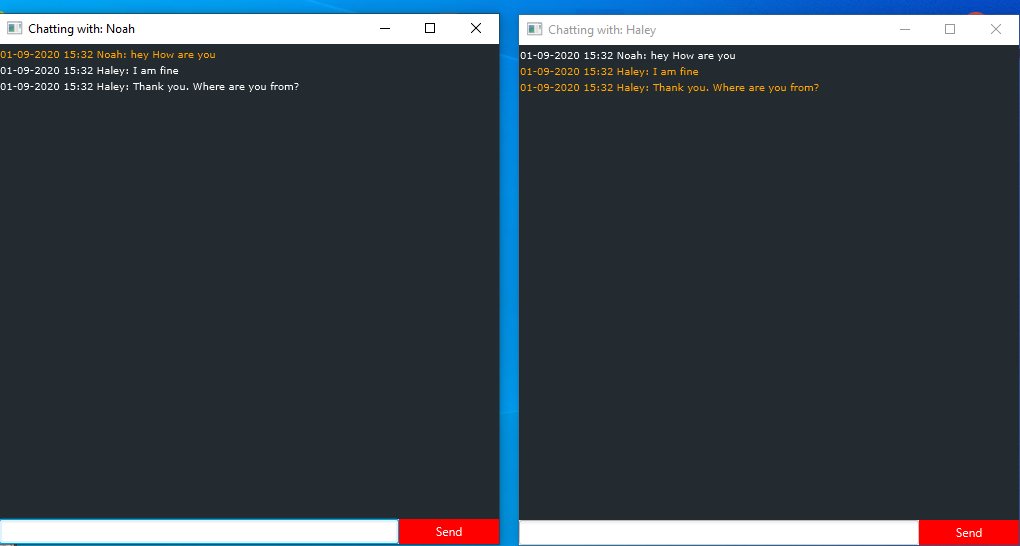 Chatting with: Noah
01-09-2020 15:32 Noah: hey How are you
01-09-2020 15:32 Haley: I am fine
01-09-2020 15:32 Haley: Thank you. Where are you from?
Send
Chatting with: Haley
01-09-2020 15:32 Noah: hey How are you
01-09-2020 15:32 Haley: I am fine
01-09-2020 15:32 Haley: Thank you. Where are you from?
Send